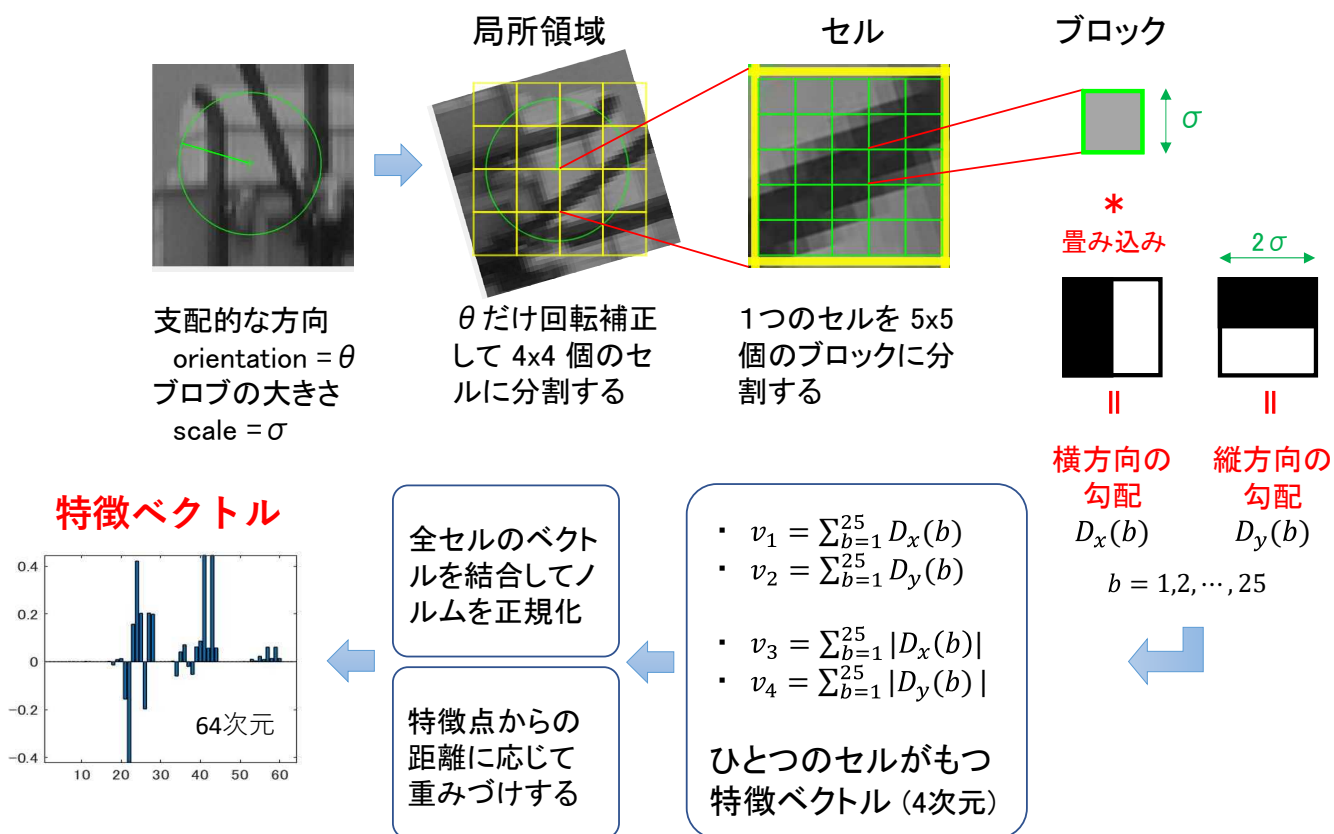 局所領域
セル
ブロック
σ
*
畳み込み
2σ
支配的な方向
orientation = θ
ブロブの大きさ
scale = σ
θ だけ回転補正
して 4x4 個のセ
ルに分割する
1つのセルを 5x5
個のブロックに分
割する
=
=
横方向の
勾配
D_x(b)
縦方向の
勾配
D_y(b)
b = 1,2,⋯,25
・ v_1 = ∑_{b=1}^{25} D_x(b)
・ v_2 = ∑_{b=1}^{25} D_y(b)
・ v_3 = ∑_{b=1}^{25} |D_x(b)|
・ v_4 = ∑_{b=1}^{25} |D_y(b) |
ひとつのセルがもつ
特徴ベクトル (4次元)
全セルのベクト
ルを結合してノ
ルムを正規化
特徴点からの
距離に応じて
重みづけする
特徴ベクトル
0.4
0.2
0
−0.2
−0.4
64次元
10 20 30 40 50 60